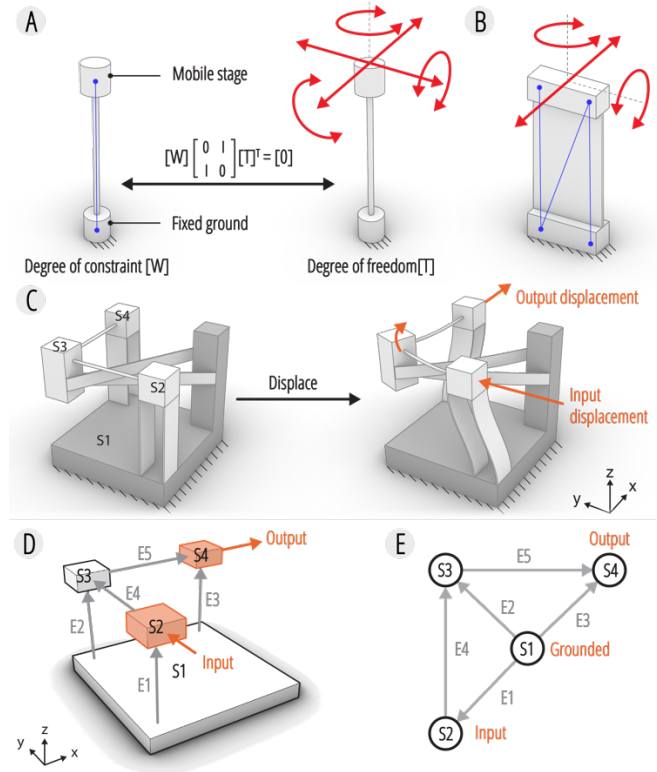 A
B
Mobile stage
[W] [ 0 1
1 0 ] [T]ᵀ = [0]
Fixed ground
Degree of constraint [W]
Degree of freedom[T]
C
S4
S3
S2
S1
Displace
Output displacement
Input
displacement
z
y
x
D
E
S3
E5
S4
Output
E4
E2
S2
E3
Input
S1
E1
z
y
x
Output
S3
E5
S4
E2
E3
E4
S1
Grounded
E1
S2
Input